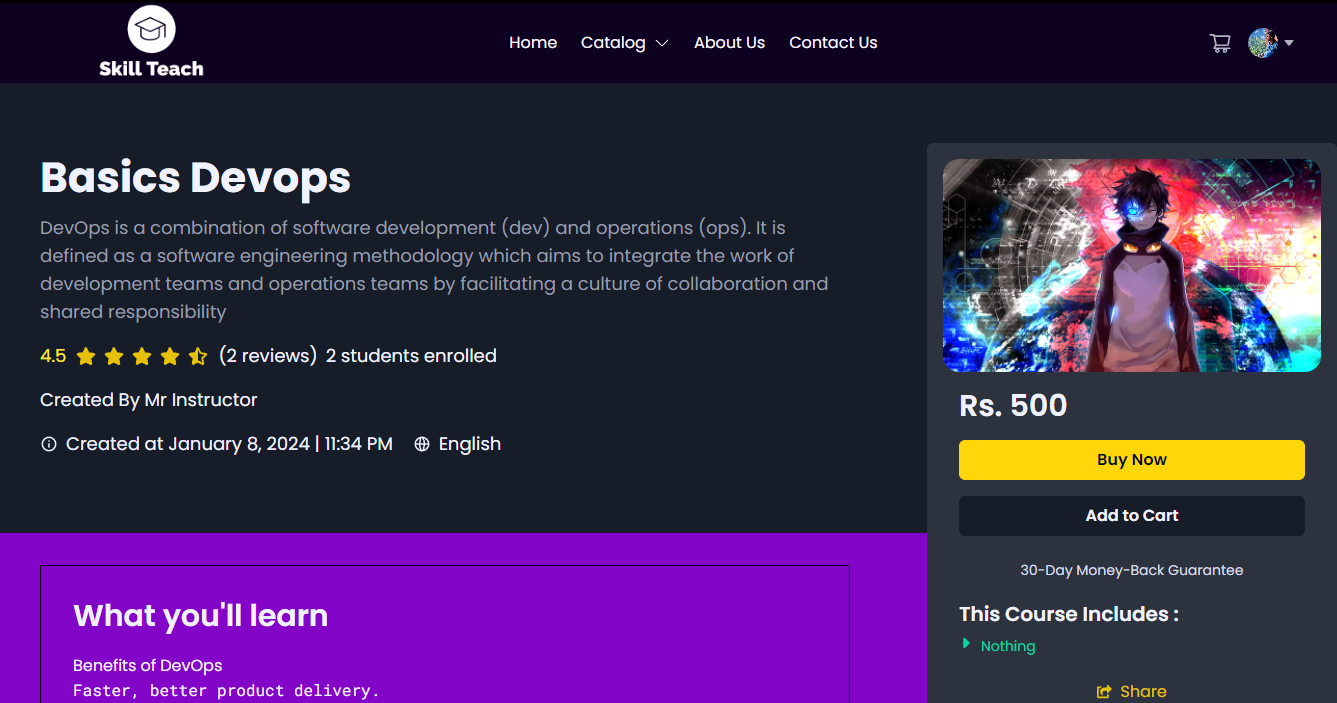 Skill Teach
Home Catalog About Us Contact Us
Basics Devops
DevOps is a combination of software development (dev) and operations (ops). It is
defined as a software engineering methodology which aims to integrate the work of
development teams and operations teams by facilitating a culture of collaboration and
shared responsibility
4.5 (2 reviews) 2 students enrolled
Created By Mr Instructor
Created at January 8, 2024 | 11:34 PM English
Rs. 500
Buy Now
Add to Cart
30-Day Money-Back Guarantee
This Course Includes :
Nothing
Share
What you'll learn
Benefits of DevOps
Faster, better product delivery.